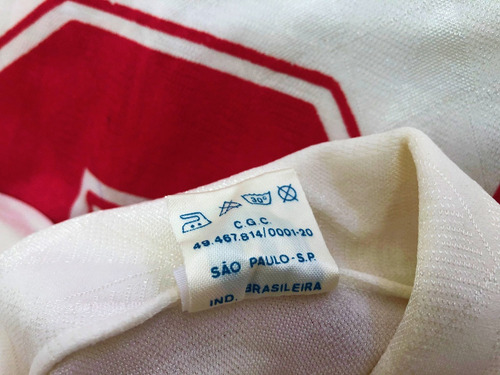 30°
C.G.C.
49.467.814/0001-20
SÃO PAULO-S.P.
IND. BRASILEIRA